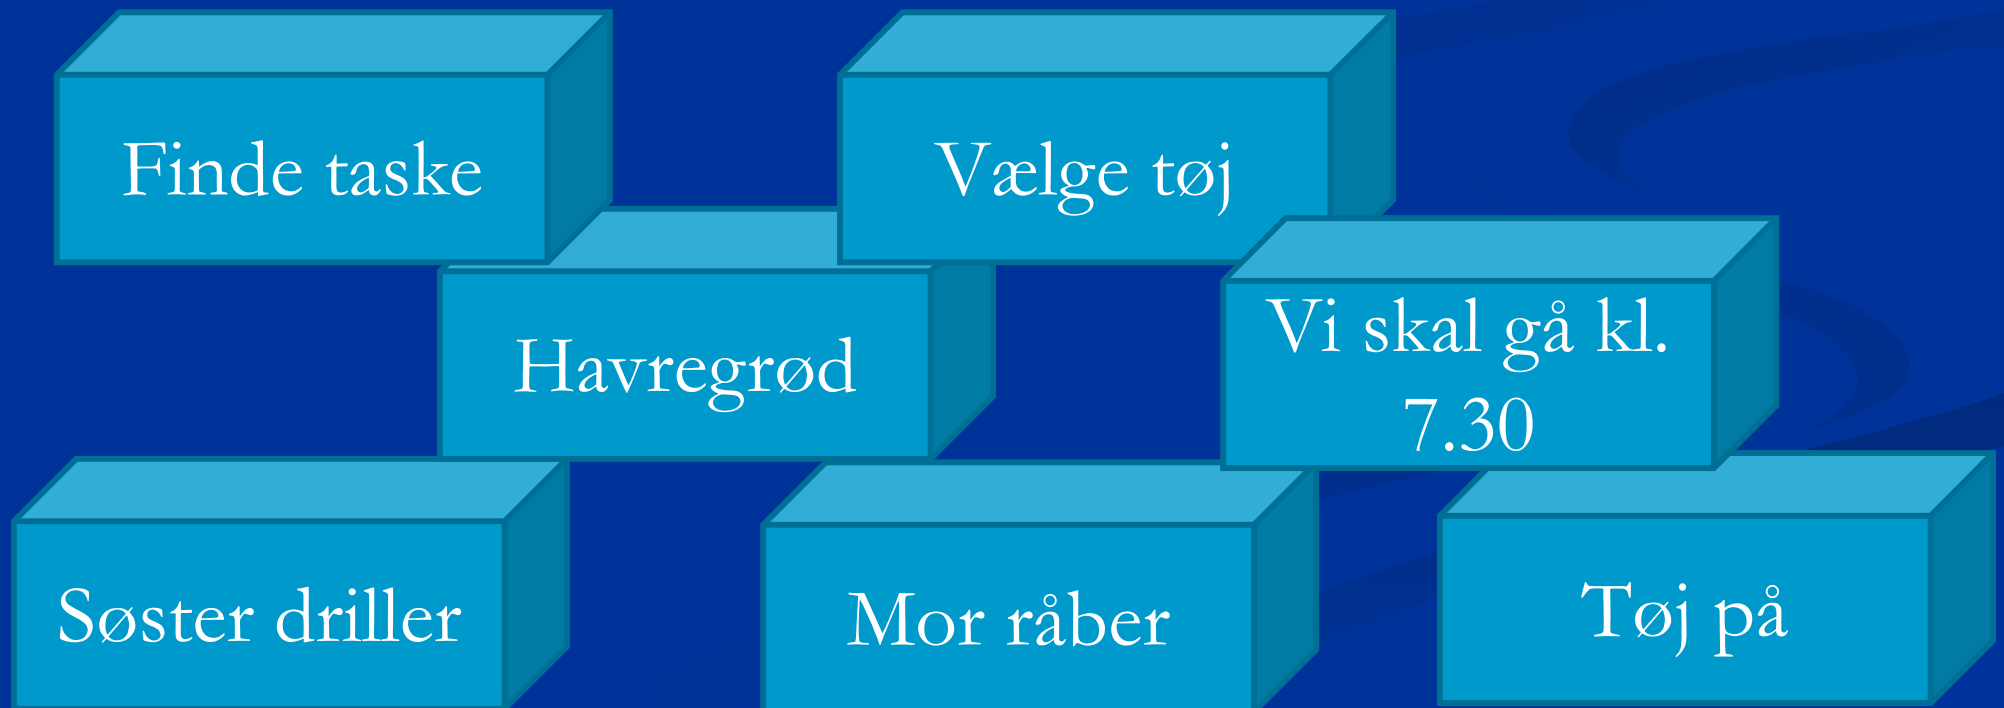 Finde taske
Vælge tøj
Havregrød
Vi skal gå kl.
7.30
Søster driller
Mor råber
Tøj på